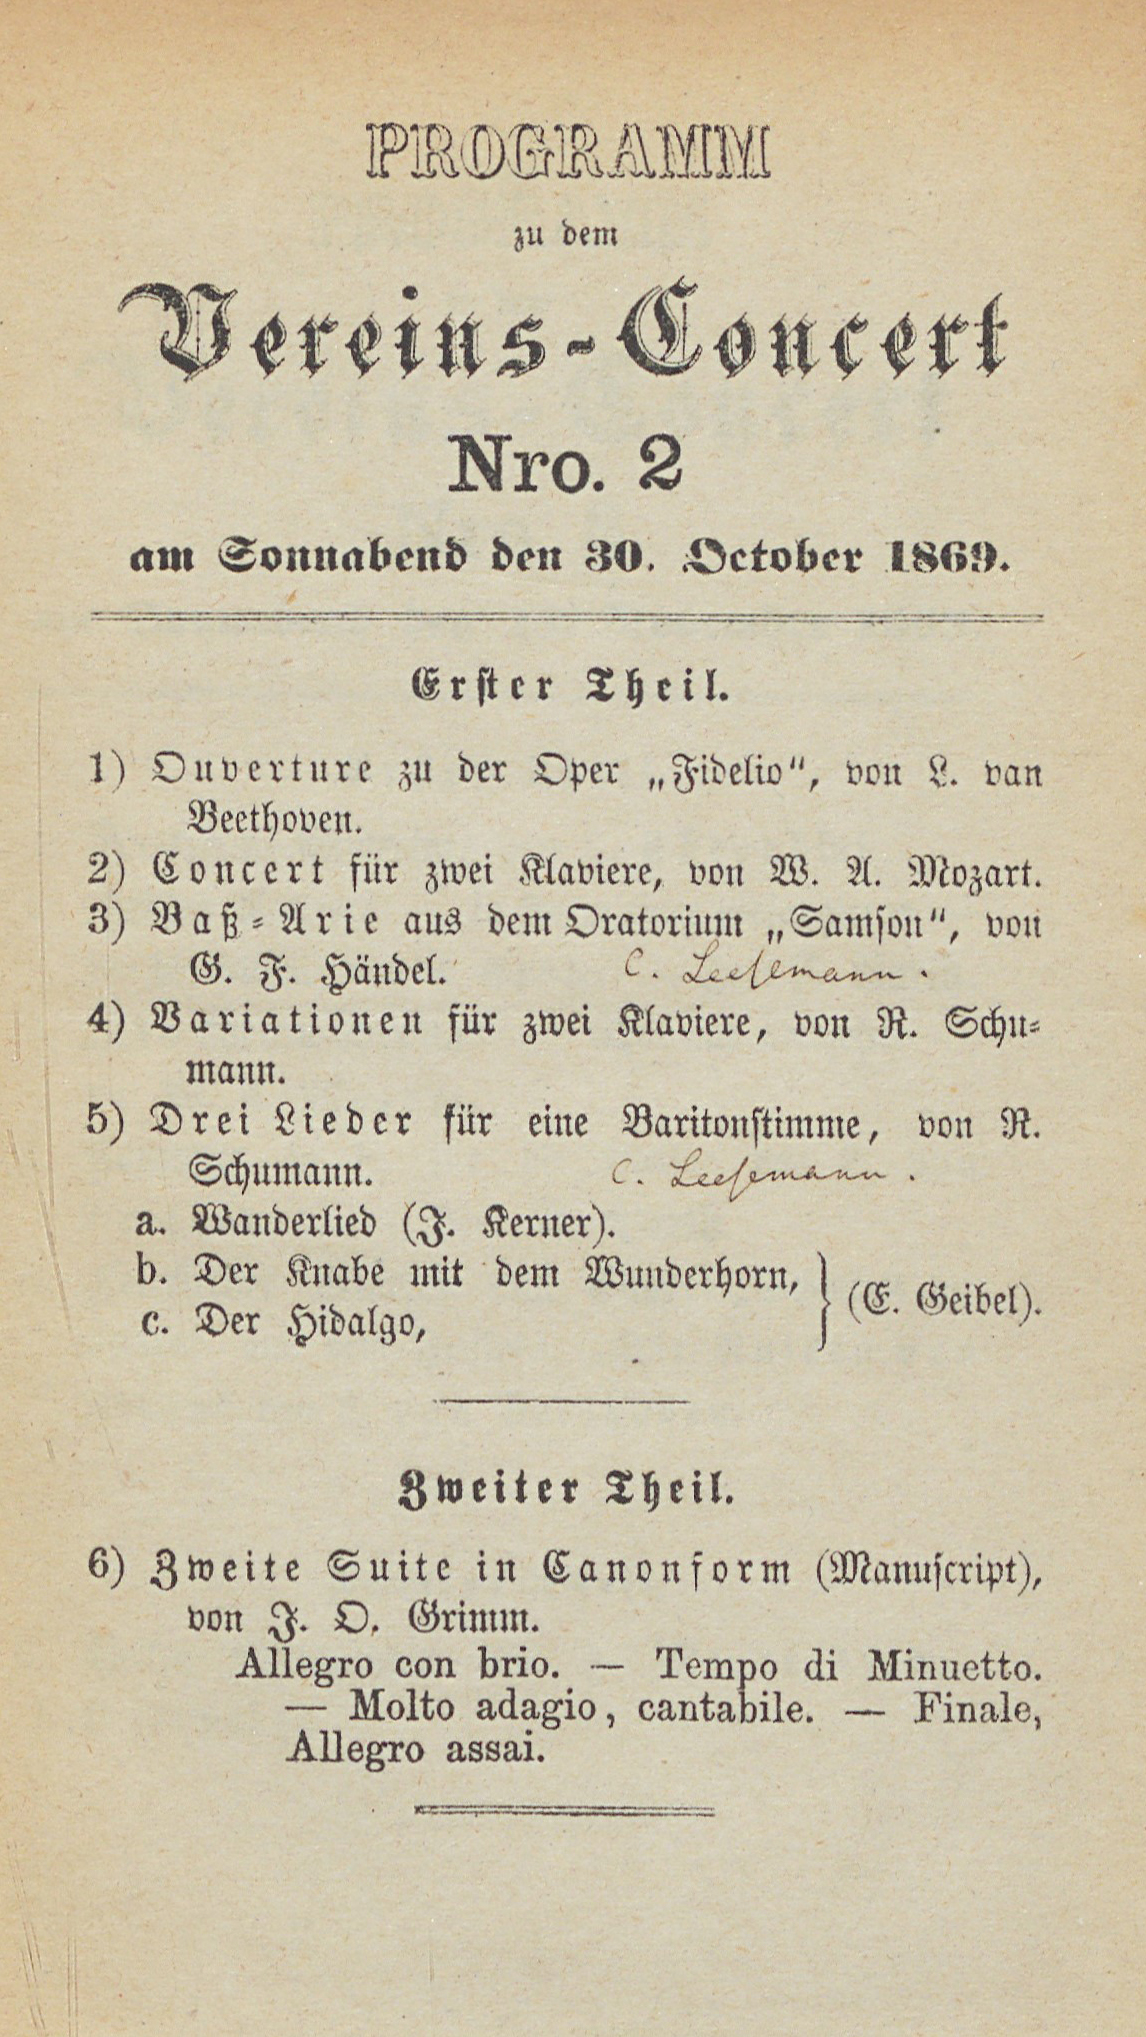 PROGRAMM
zu dem
Vereins-Concert
Nro. 2
am Sonnabend den 30. October 1869.
Erster Theil.
1) Ouverture zu der Oper „Fidelio“, von L. van
Beethoven.
2) Concert für zwei Klaviere, von W. A. Mozart.
3) Baß-Arie aus dem Oratorium „Samson“, von
G. F. Händel. C. Leesemann.
4) Variationen für zwei Klaviere, von R. Schu-
mann.
5) Drei Lieder für eine Baritonstimme, von R.
Schumann. C. Leesemann.
a. Wanderlied (J. Kerner).
b. Der Knabe mit dem Wunderhorn,
c. Der Hidalgo, } (E. Geibel).
Zweiter Theil.
6) Zweite Suite in Canonform (Manuscript),
von J. O. Grimm.
Allegro con brio. — Tempo di Minuetto.
— Molto adagio, cantabile. — Finale,
Allegro assai.